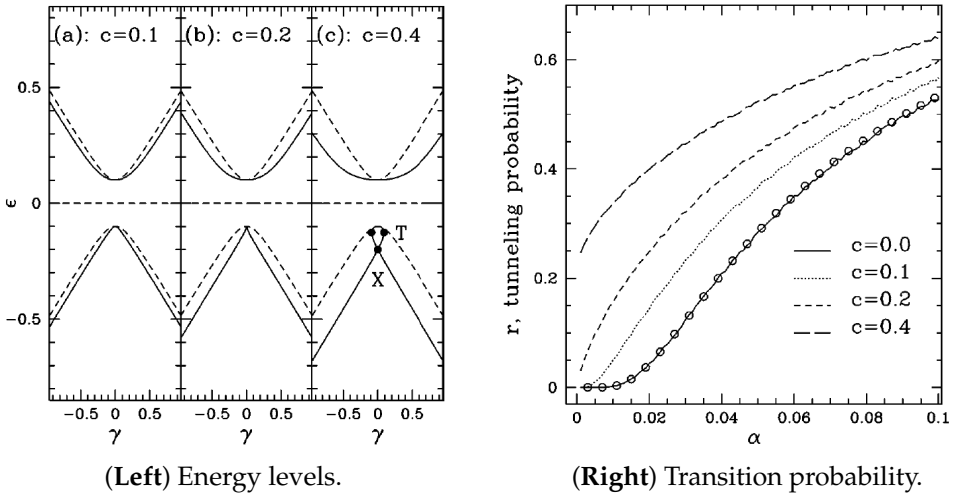 (a): c=0.1 (b): c=0.2 (c): c=0.4
0.5
0
−0.5
ϵ
T
X
−0.5 0 0.5 −0.5 0 0.5 −0.5 0 0.5
γ γ γ
(Left) Energy levels.
r, tunneling probability
0.6
0.4
0.2
0
c=0.0
c=0.1
c=0.2
c=0.4
0 0.02 0.04 0.06 0.08 0.1
α
(Right) Transition probability.